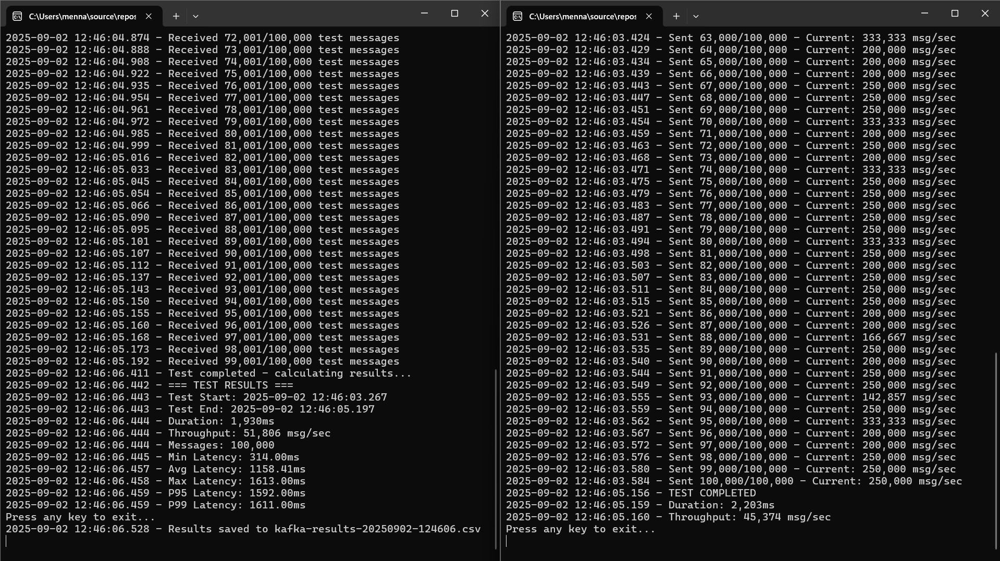 C:\Users\menna\source\repos
2025-09-02 12:46:04.874 - Received 72,001/100,000 test messages
2025-09-02 12:46:04.888 - Received 73,001/100,000 test messages
2025-09-02 12:46:04.908 - Received 74,001/100,000 test messages
2025-09-02 12:46:04.922 - Received 75,001/100,000 test messages
2025-09-02 12:46:04.935 - Received 76,001/100,000 test messages
2025-09-02 12:46:04.954 - Received 77,001/100,000 test messages
2025-09-02 12:46:04.961 - Received 78,001/100,000 test messages
2025-09-02 12:46:04.972 - Received 79,001/100,000 test messages
2025-09-02 12:46:04.985 - Received 80,001/100,000 test messages
2025-09-02 12:46:04.999 - Received 81,001/100,000 test messages
2025-09-02 12:46:05.016 - Received 82,001/100,000 test messages
2025-09-02 12:46:05.033 - Received 83,001/100,000 test messages
2025-09-02 12:46:05.045 - Received 84,001/100,000 test messages
2025-09-02 12:46:05.054 - Received 85,001/100,000 test messages
2025-09-02 12:46:05.066 - Received 86,001/100,000 test messages
2025-09-02 12:46:05.090 - Received 87,001/100,000 test messages
2025-09-02 12:46:05.095 - Received 88,001/100,000 test messages
2025-09-02 12:46:05.101 - Received 89,001/100,000 test messages
2025-09-02 12:46:05.107 - Received 90,001/100,000 test messages
2025-09-02 12:46:05.112 - Received 91,001/100,000 test messages
2025-09-02 12:46:05.137 - Received 92,001/100,000 test messages
2025-09-02 12:46:05.143 - Received 93,001/100,000 test messages
2025-09-02 12:46:05.150 - Received 94,001/100,000 test messages
2025-09-02 12:46:05.155 - Received 95,001/100,000 test messages
2025-09-02 12:46:05.160 - Received 96,001/100,000 test messages
2025-09-02 12:46:05.168 - Received 97,001/100,000 test messages
2025-09-02 12:46:05.173 - Received 98,001/100,000 test messages
2025-09-02 12:46:05.192 - Received 99,001/100,000 test messages
2025-09-02 12:46:06.411 - Test completed - calculating results...
2025-09-02 12:46:06.442 - === TEST RESULTS ===
2025-09-02 12:46:06.443 - Test Start: 2025-09-02 12:46:03.267
2025-09-02 12:46:06.443 - Test End: 2025-09-02 12:46:05.197
2025-09-02 12:46:06.444 - Duration: 1,930ms
2025-09-02 12:46:06.444 - Throughput: 51,806 msg/sec
2025-09-02 12:46:06.444 - Messages: 100,000
2025-09-02 12:46:06.445 - Min Latency: 314.00ms
2025-09-02 12:46:06.457 - Avg Latency: 1158.41ms
2025-09-02 12:46:06.458 - Max Latency: 1613.00ms
2025-09-02 12:46:06.459 - P95 Latency: 1592.00ms
2025-09-02 12:46:06.459 - P99 Latency: 1611.00ms
Press any key to exit...
2025-09-02 12:46:06.528 - Results saved to kafka-results-20250902-124606.csv
C:\Users\menna\source\repos
2025-09-02 12:46:03.424 - Sent 63,000/100,000 - Current: 333,333 msg/sec
2025-09-02 12:46:03.429 - Sent 64,000/100,000 - Current: 200,000 msg/sec
2025-09-02 12:46:03.434 - Sent 65,000/100,000 - Current: 200,000 msg/sec
2025-09-02 12:46:03.439 - Sent 66,000/100,000 - Current: 200,000 msg/sec
2025-09-02 12:46:03.443 - Sent 67,000/100,000 - Current: 250,000 msg/sec
2025-09-02 12:46:03.447 - Sent 68,000/100,000 - Current: 250,000 msg/sec
2025-09-02 12:46:03.451 - Sent 69,000/100,000 - Current: 250,000 msg/sec
2025-09-02 12:46:03.454 - Sent 70,000/100,000 - Current: 333,333 msg/sec
2025-09-02 12:46:03.459 - Sent 71,000/100,000 - Current: 200,000 msg/sec
2025-09-02 12:46:03.463 - Sent 72,000/100,000 - Current: 250,000 msg/sec
2025-09-02 12:46:03.468 - Sent 73,000/100,000 - Current: 200,000 msg/sec
2025-09-02 12:46:03.471 - Sent 74,000/100,000 - Current: 333,333 msg/sec
2025-09-02 12:46:03.475 - Sent 75,000/100,000 - Current: 250,000 msg/sec
2025-09-02 12:46:03.479 - Sent 76,000/100,000 - Current: 250,000 msg/sec
2025-09-02 12:46:03.483 - Sent 77,000/100,000 - Current: 250,000 msg/sec
2025-09-02 12:46:03.487 - Sent 78,000/100,000 - Current: 250,000 msg/sec
2025-09-02 12:46:03.491 - Sent 79,000/100,000 - Current: 250,000 msg/sec
2025-09-02 12:46:03.494 - Sent 80,000/100,000 - Current: 333,333 msg/sec
2025-09-02 12:46:03.498 - Sent 81,000/100,000 - Current: 250,000 msg/sec
2025-09-02 12:46:03.503 - Sent 82,000/100,000 - Current: 200,000 msg/sec
2025-09-02 12:46:03.507 - Sent 83,000/100,000 - Current: 250,000 msg/sec
2025-09-02 12:46:03.511 - Sent 84,000/100,000 - Current: 250,000 msg/sec
2025-09-02 12:46:03.515 - Sent 85,000/100,000 - Current: 250,000 msg/sec
2025-09-02 12:46:03.521 - Sent 86,000/100,000 - Current: 200,000 msg/sec
2025-09-02 12:46:03.526 - Sent 87,000/100,000 - Current: 200,000 msg/sec
2025-09-02 12:46:03.531 - Sent 88,000/100,000 - Current: 166,667 msg/sec
2025-09-02 12:46:03.535 - Sent 89,000/100,000 - Current: 250,000 msg/sec
2025-09-02 12:46:03.540 - Sent 90,000/100,000 - Current: 200,000 msg/sec
2025-09-02 12:46:03.544 - Sent 91,000/100,000 - Current: 250,000 msg/sec
2025-09-02 12:46:03.549 - Sent 92,000/100,000 - Current: 250,000 msg/sec
2025-09-02 12:46:03.555 - Sent 93,000/100,000 - Current: 142,857 msg/sec
2025-09-02 12:46:03.559 - Sent 94,000/100,000 - Current: 250,000 msg/sec
2025-09-02 12:46:03.562 - Sent 95,000/100,000 - Current: 333,333 msg/sec
2025-09-02 12:46:03.567 - Sent 96,000/100,000 - Current: 200,000 msg/sec
2025-09-02 12:46:03.572 - Sent 97,000/100,000 - Current: 200,000 msg/sec
2025-09-02 12:46:03.576 - Sent 98,000/100,000 - Current: 250,000 msg/sec
2025-09-02 12:46:03.580 - Sent 99,000/100,000 - Current: 250,000 msg/sec
2025-09-02 12:46:03.584 - Sent 100,000/100,000 - Current: 250,000 msg/sec
2025-09-02 12:46:05.156 - TEST COMPLETED
2025-09-02 12:46:05.159 - Duration: 2,203ms
2025-09-02 12:46:05.160 - Throughput: 45,374 msg/sec
Press any key to exit...